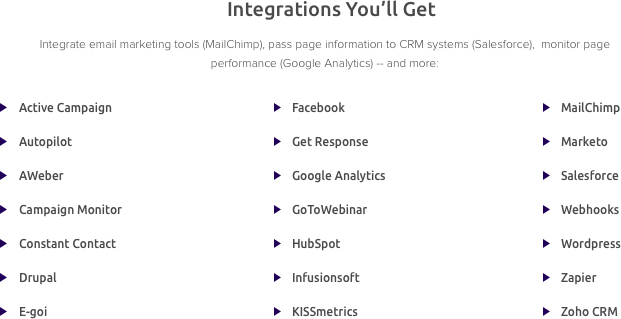 Integrations You’ll Get
Integrate email marketing tools (MailChimp), pass page information to CRM systems (Salesforce),  monitor page
performance (Google Analytics) -- and more:
Active Campaign
Autopilot
AWeber
Campaign Monitor
Constant Contact
Drupal
E-goi
Facebook
Get Response
Google Analytics
GoToWebinar
HubSpot
Infusionsoft
KISSmetrics
MailChimp
Marketo
Salesforce
Webhooks
Wordpress
Zapier
Zoho CRM